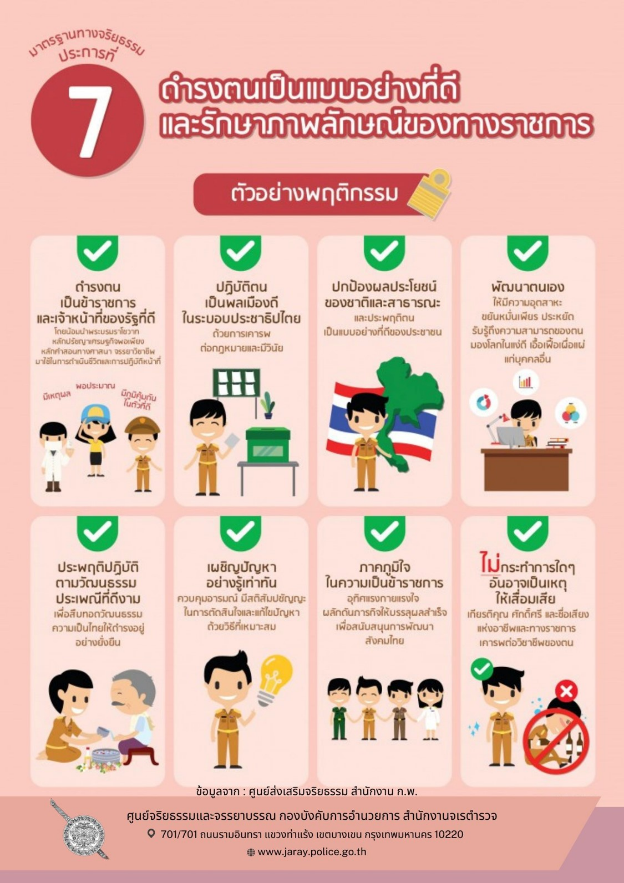 มาตรฐานทางจริยธรรม
ประการที่
7
ดำรงตนเป็นแบบอย่างที่ดี
และรักษาภาพลักษณ์ของทางราชการ
ตัวอย่างพฤติกรรม
ดำรงตน
เป็นข้าราชการ
และเจ้าหน้าที่ของรัฐที่ดี
โดยน้อมนำพระบรมราโชวาท
หลักปรัชญาเศรษฐกิจพอเพียง
หลักคำสอนทางศาสนา จรรยาวิชาชีพ
มาใช้ในการดำเนินชีวิตและการปฏิบัติหน้าที่
มีเหตุผล
พอประมาณ
มีภูมิคุ้มกัน
ในตัวที่ดี
ปฏิบัติตน
เป็นพลเมืองดี
ในระบอบประชาธิปไตย
ด้วยการเคารพ
ต่อกฎหมายและมีวินัย
ปกป้องผลประโยชน์
ของชาติและสาธารณะ
และประพฤติตน
เป็นแบบอย่างที่ดีของประชาชน
พัฒนาตนเอง
ให้มีความอุตสาหะ
ขยันหมั่นเพียร ประหยัด
รับรู้ถึงความสามารถของตน
มองโลกในแง่ดี เอื้อเฟื้อเผื่อแผ่
แก่บุคคลอื่น
ประพฤติปฏิบัติ
ตามวัฒนธรรม
ประเพณีที่ดีงาม
เพื่อสืบทอดวัฒนธรรม
ความเป็นไทยให้ดำรงอยู่
อย่างยั่งยืน
เผชิญปัญหา
อย่างรู้เท่าทัน
ควบคุมอารมณ์ มีสติสัมปชัญญะ
ในการตัดสินใจและแก้ไขปัญหา
ด้วยวิธีที่เหมาะสม
ภาคภูมิใจ
ในความเป็นข้าราชการ
อุทิศแรงกายแรงใจ
ผลักดันภารกิจให้บรรลุผลสำเร็จ
เพื่อสนับสนุนการพัฒนา
สังคมไทย
ไม่กระทำการใดๆ
อันอาจเป็นเหตุ
ให้เสื่อมเสีย
เกียรติคุณ ศักดิ์ศรี และชื่อเสียง
แห่งอาชีพและทางราชการ
เคารพต่อวิชาชีพของตน
ข้อมูลจาก : ศูนย์ส่งเสริมจริยธรรม สำนักงาน ก.พ.
ศูนย์จริยธรรมและจรรยาบรรณ กองบังคับการอำนวยการ สำนักงานจเรตำรวจ
701/701 ถนนรามอินทรา แขวงท่าแร้ง เขตบางเขน กรุงเทพมหานคร 10220
www.jaray.police.go.th